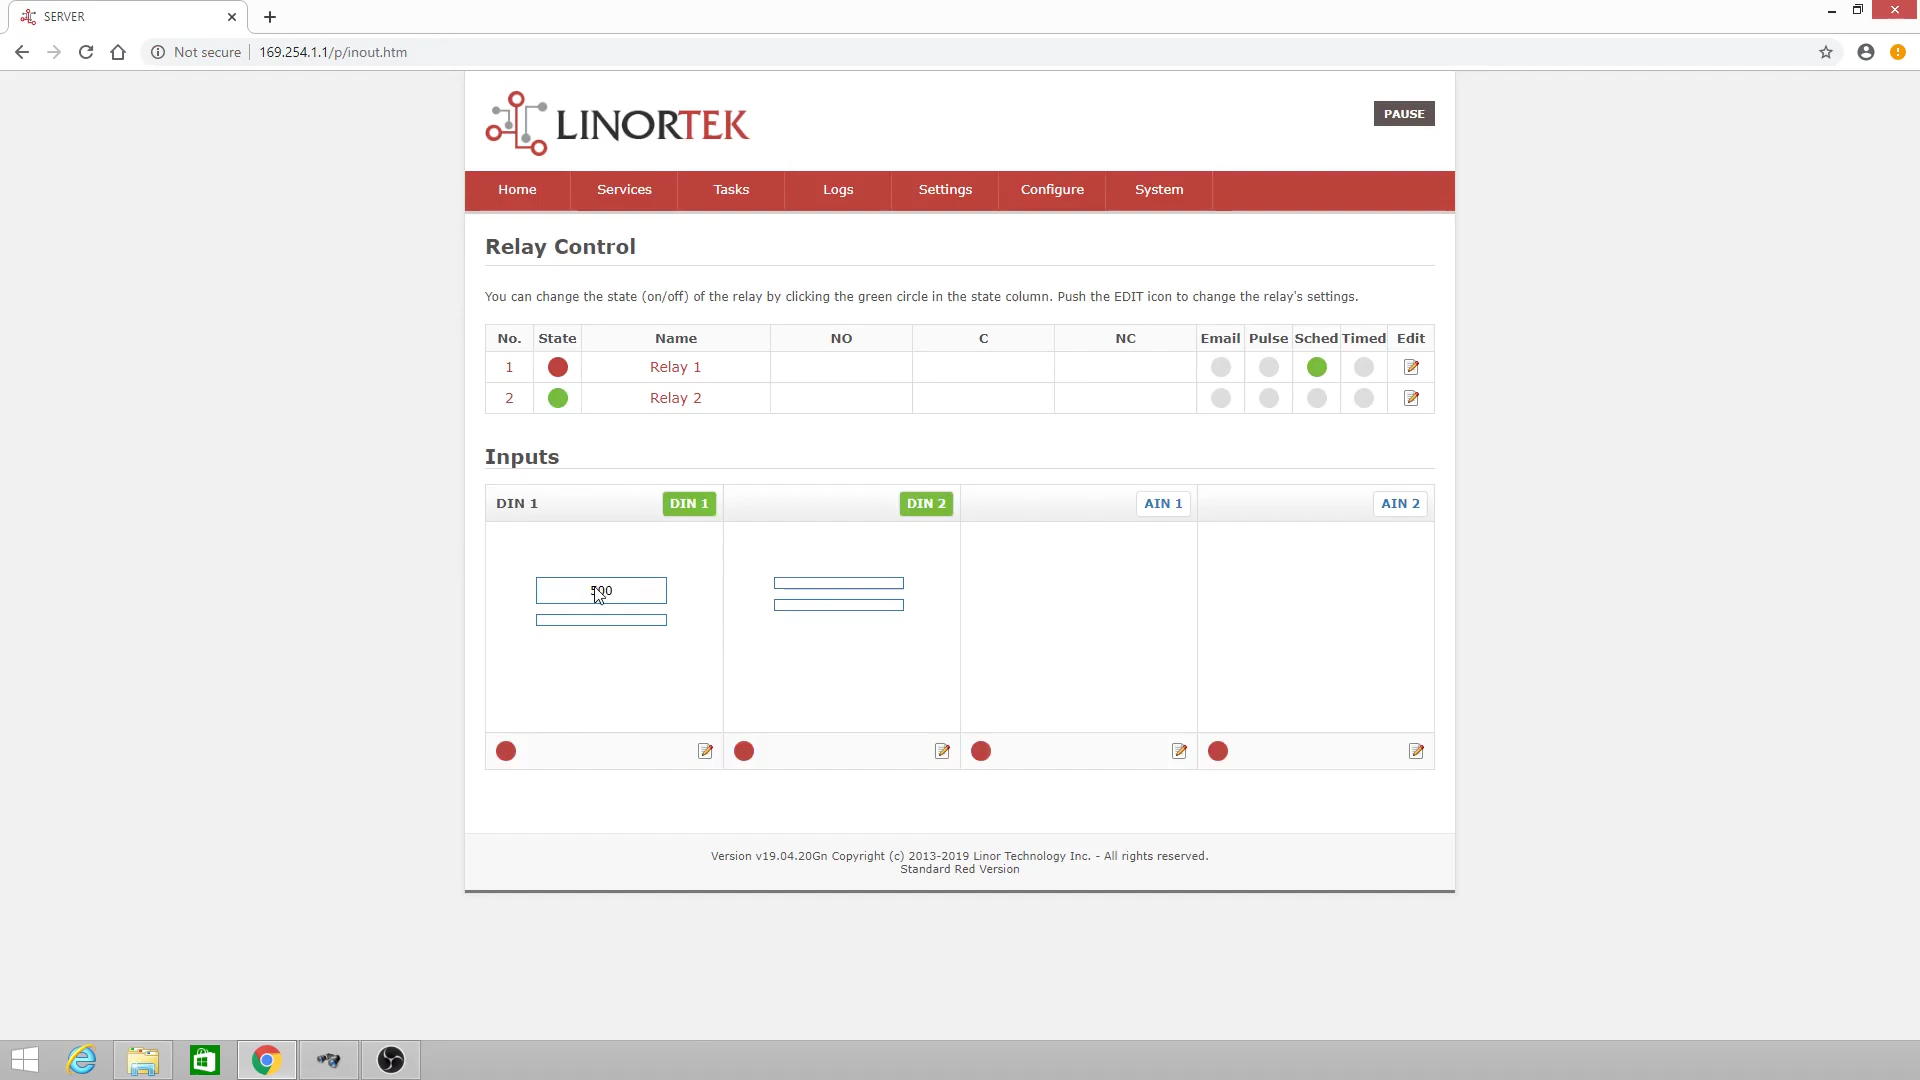 SERVER
Not secure
169.254.1.1/p/inout.htm
LINORTEK
PAUSE
Home Services Tasks Logs Settings Configure System
Relay Control
You can change the state (on/off) of the relay by clicking the green circle in the state column. Push the EDIT icon to change the relay's settings.
No. State Name NO C NC Email Pulse Sched Timed Edit
1 Relay 1
2 Relay 2
Inputs
DIN 1 DIN 1 DIN 2 AIN 1 AIN 2
500
Version v19.04.20Gn Copyright (c) 2013-2019 Linor Technology Inc. - All rights reserved.
Standard Red Version